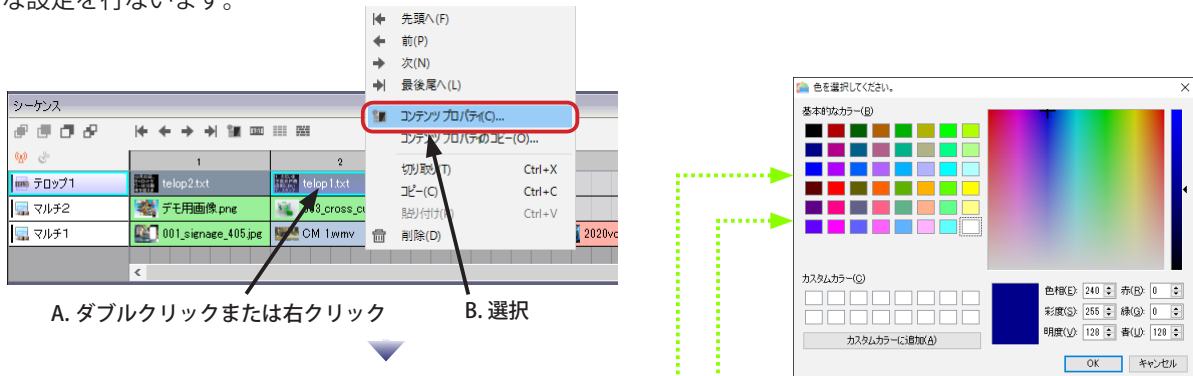 な設定を行ないます。
先頭へ(F)
前(P)
次(N)
最後尾へ(L)
コンテンツ プロパティ(C)...
コンテンツ プロパティのコピー(O)...
切り取り(T) Ctrl+X
コピー(C) Ctrl+C
貼り付け(P) Ctrl+V
削除(D)
シーケンス
1 2
テロップ1 telop2.txt telop1.txt
マルチ2 デモ用画像.png
マルチ1 001_signage_405.jpg CM 1.wmv
A. ダブルクリックまたは右クリック
B. 選択
色を選択してください。
基本的なカラー(B)
カスタムカラー(C)
カスタムカラーに追加(A)
色相(E): 240 赤(R): 0
彩度(S): 255 緑(G): 0
明度(V): 128 青(U): 128
OK キャンセル